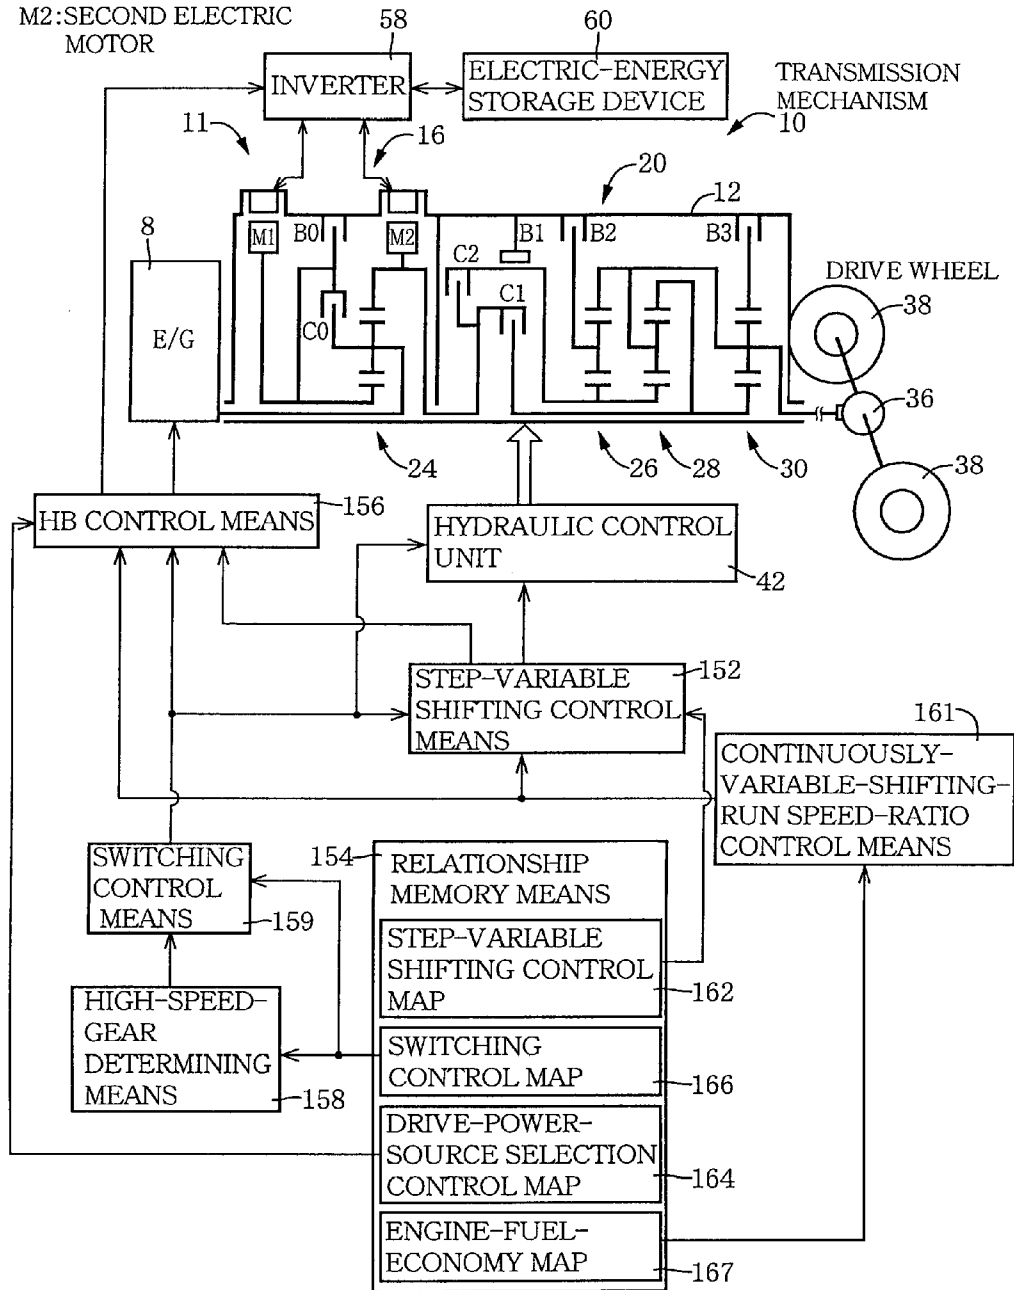 M2:SECOND ELECTRIC
MOTOR
58
60
INVERTER
ELECTRIC-ENERGY
STORAGE DEVICE
TRANSMISSION
MECHANISM
11
16
10
20
12
8
M1
B0
M2
B1
B2
B3
C2
C1
C0
E/G
DRIVE WHEEL
38
36
38
24
26
28
30
HB CONTROL MEANS
156
HYDRAULIC CONTROL
UNIT
42
STEP-VARIABLE
SHIFTING CONTROL
MEANS
152
161
CONTINUOUSLY-
VARIABLE-SHIFTING-
RUN SPEED-RATIO
CONTROL MEANS
SWITCHING
CONTROL
MEANS
159
154
RELATIONSHIP
MEMORY MEANS
STEP-VARIABLE
SHIFTING CONTROL
MAP
162
HIGH-SPEED-
GEAR
DETERMINING
MEANS
158
SWITCHING
CONTROL MAP
166
DRIVE-POWER-
SOURCE SELECTION
CONTROL MAP
164
ENGINE-FUEL-
ECONOMY MAP
167